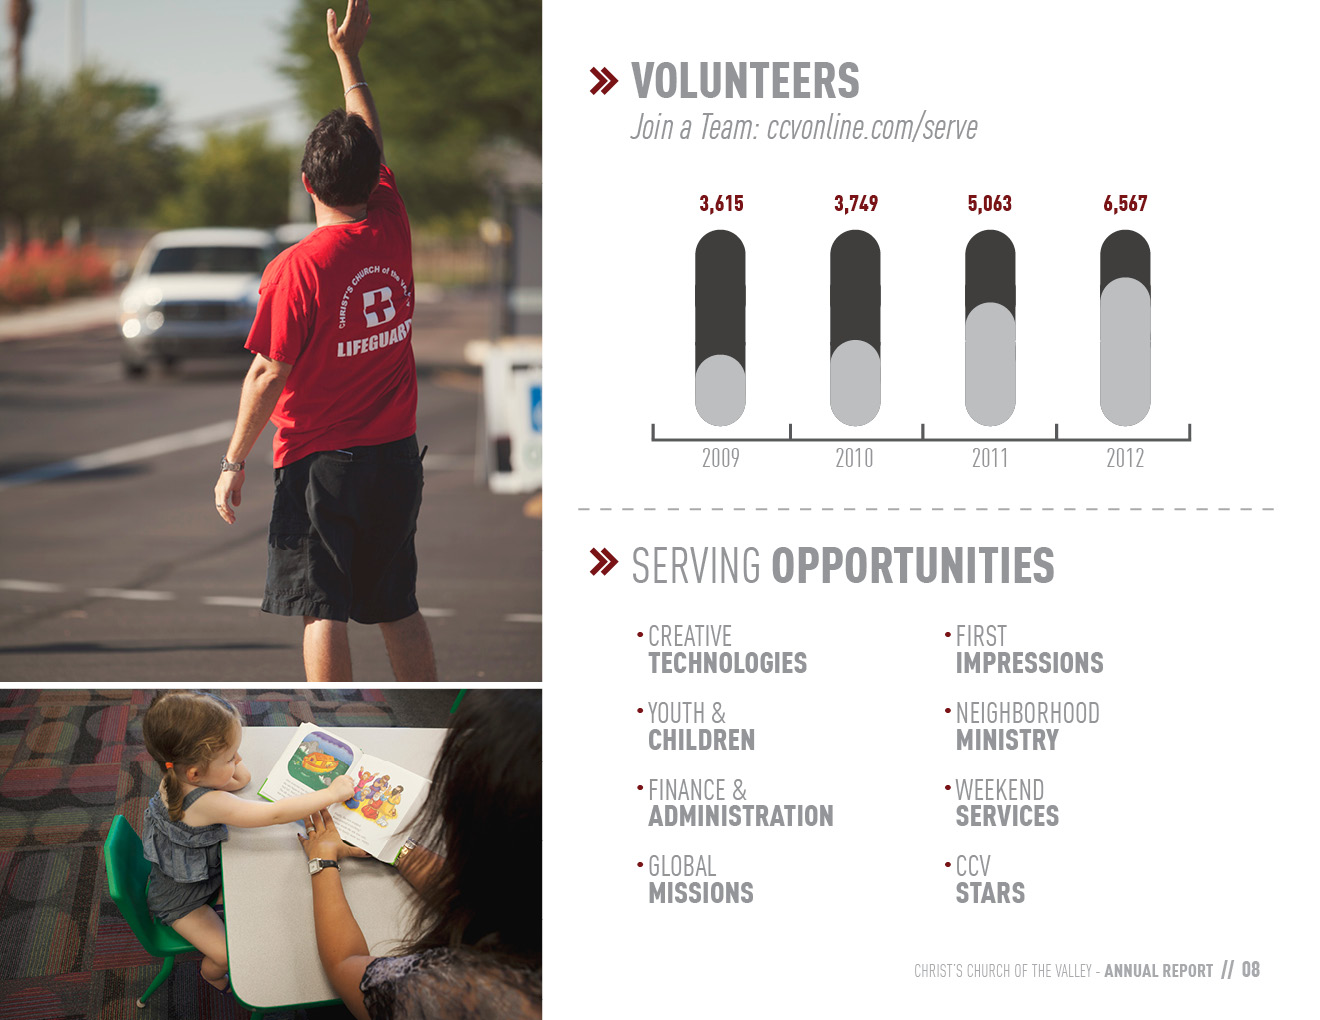 CHRIST'S CHURCH of the VALLEY
LIFEGUARD
VOLUNTEERS
Join a Team: ccvonline.com/serve
3,615 3,749 5,063 6,567
2009 2010 2011 2012
SERVING OPPORTUNITIES
• CREATIVE
TECHNOLOGIES
• YOUTH &
CHILDREN
• FINANCE &
ADMINISTRATION
• GLOBAL
MISSIONS
• FIRST
IMPRESSIONS
• NEIGHBORHOOD
MINISTRY
• WEEKEND
SERVICES
• CCV
STARS
CHRIST'S CHURCH OF THE VALLEY - ANNUAL REPORT // 08